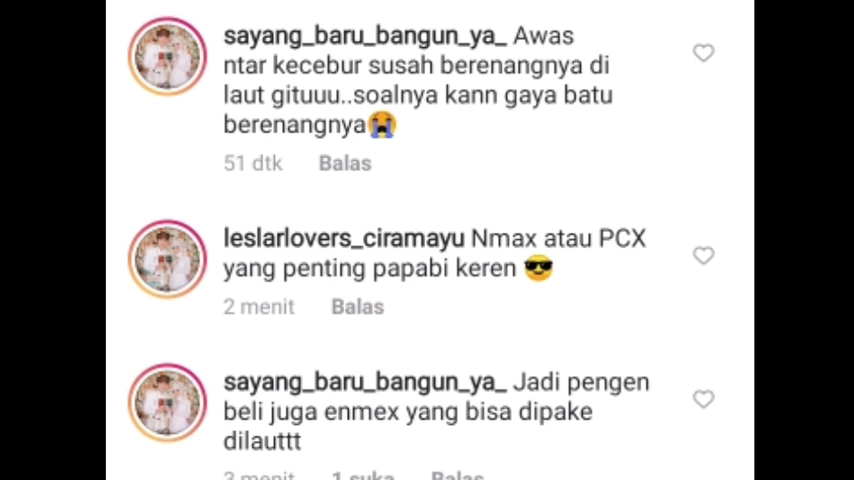 sayang_baru_bangun_ya_ Awas
ntar kecebur susah berenangnya di
laut gituuu..soalnya kann gaya batu
berenangnya😭
51 dtk Balas
leslarlovers_ciramayu Nmax atau PCX
yang penting papabi keren 😎
2 menit Balas
sayang_baru_bangun_ya_ Jadi pengen
beli juga enmex yang bisa dipake
dilauttt
3 menit 1 suka Balas